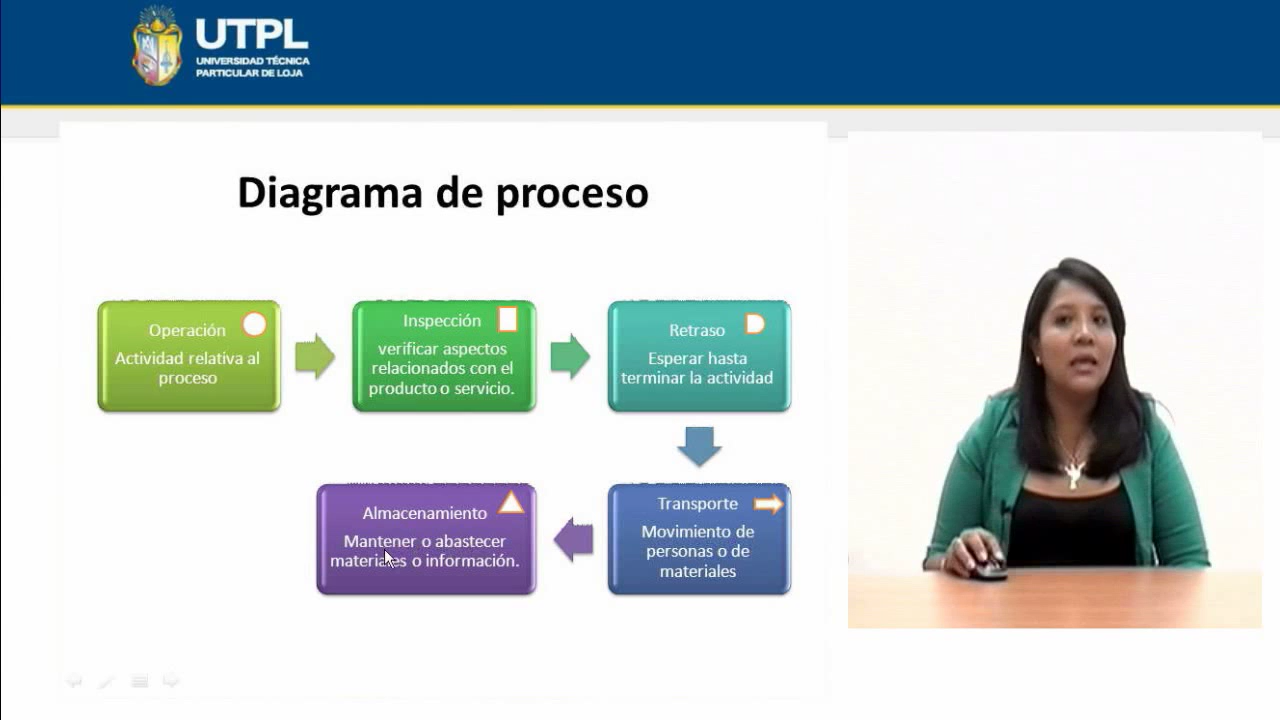 UTPL
UNIVERSIDAD TÉCNICA
PARTICULAR DE LOJA
Diagrama de proceso
Operación
Actividad relativa al
proceso
Inspección
verificar aspectos
relacionados con el
producto o servicio.
Retraso
Esperar hasta
terminar la actividad
Transporte
Movimiento de
personas o de
materiales
Almacenamiento
Mantener o abastecer
materiales o información.